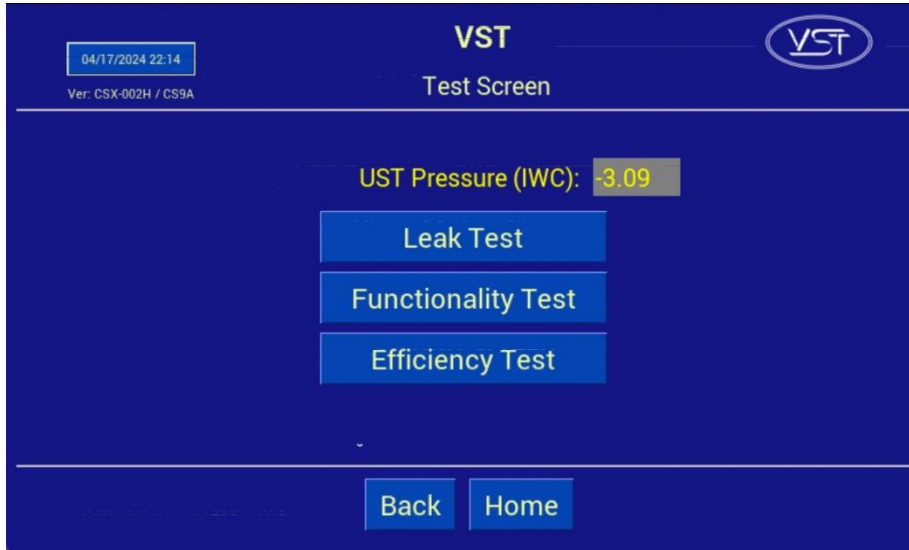 04/17/2024 22:14
Ver: CSX-002H / CS9A
VST
Test Screen
VST
UST Pressure (IWC): -3.09
Leak Test
Functionality Test
Efficiency Test
Back Home